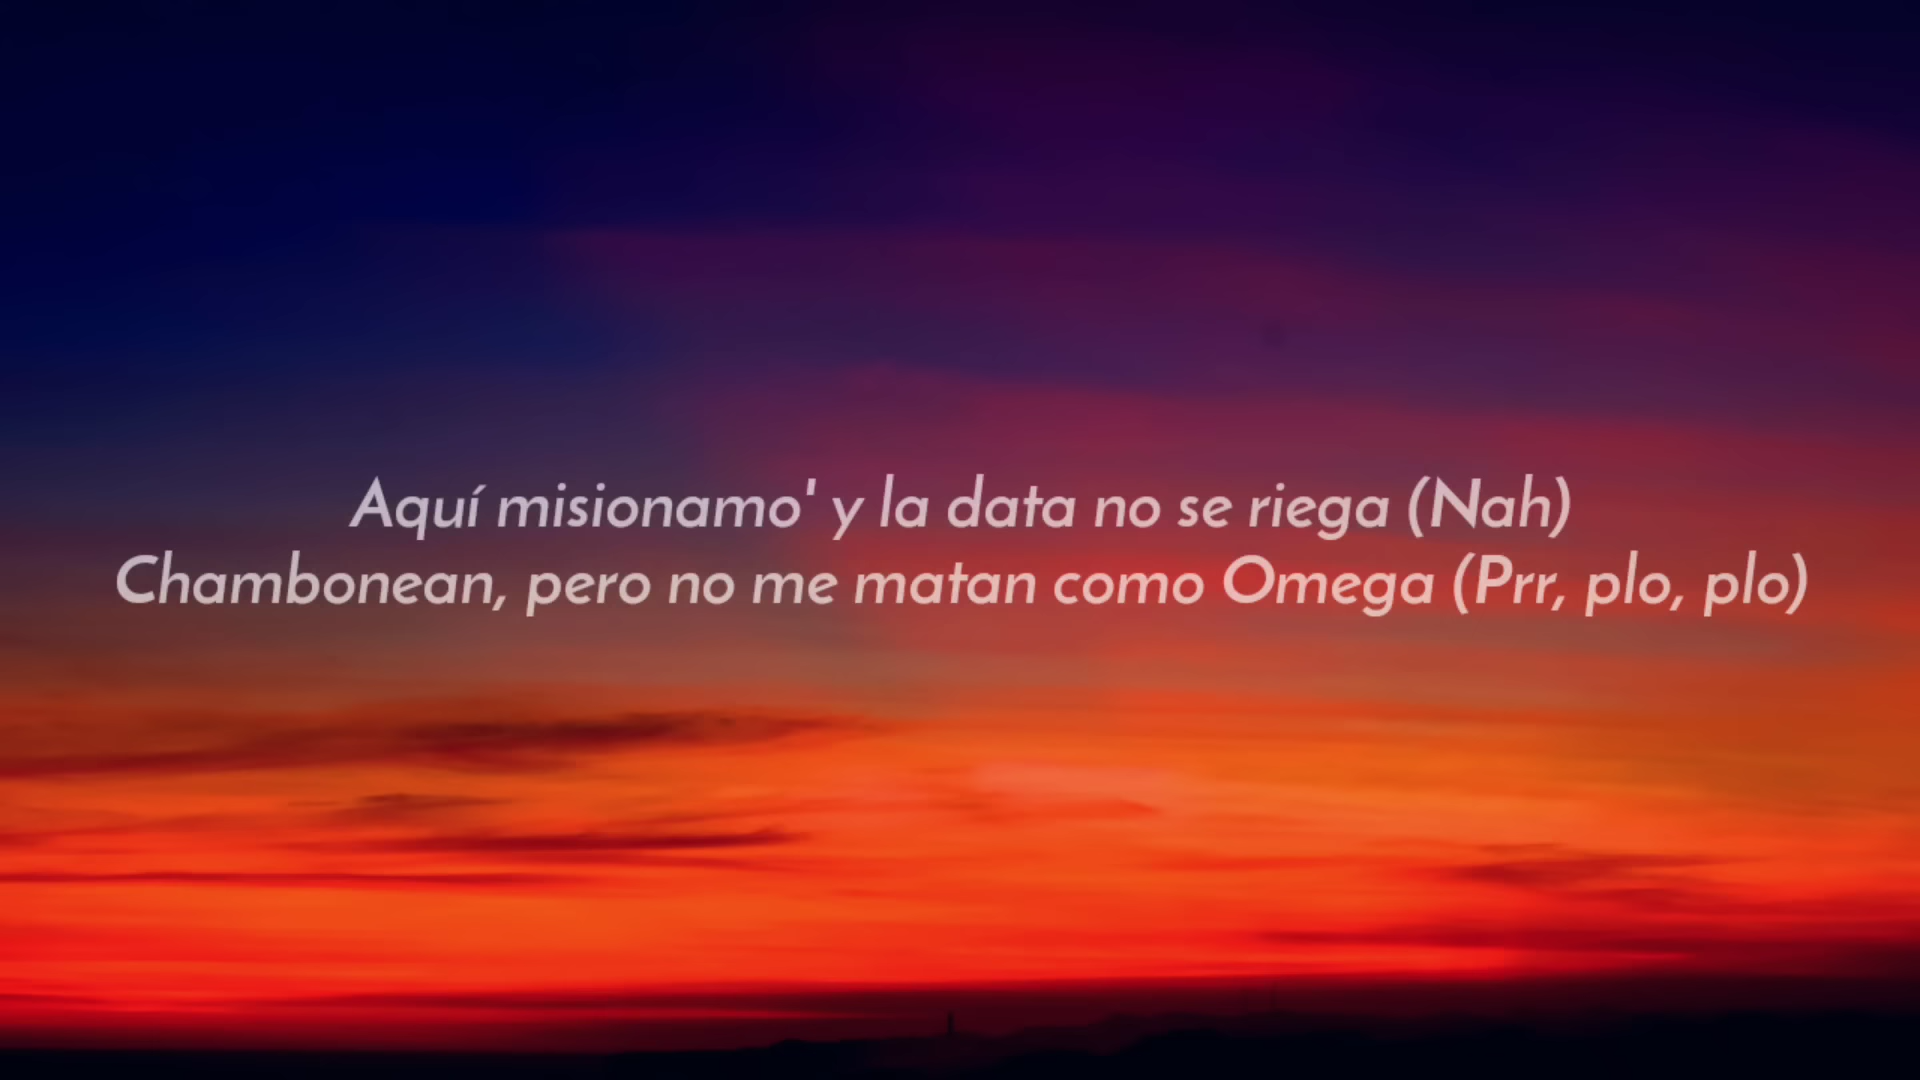 Aquí misionamo' y la data no se riega (Nah)
Chambonean, pero no me matan como Omega (Prr, plo, plo)